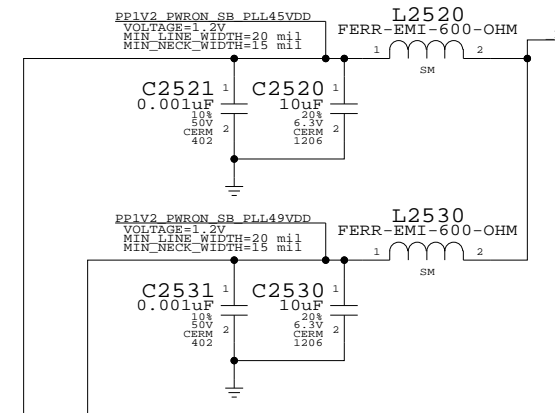 L2520
PP1V2_PWRON_SB_PLL45VDD
FERR-EMI-600-OHM
VOLTAGE=1.2V
MIN_LINE_WIDTH=20 mil
MIN_NECK_WIDTH=15 mil
1
2
SM
C2521
1
C2520
1
0.001uF
10uF
10%
20%
50V
6.3V
CERM
2
CERM
2
402
1206
L2530
PP1V2_PWRON_SB_PLL49VDD
FERR-EMI-600-OHM
VOLTAGE=1.2V
MIN_LINE_WIDTH=20 mil
MIN_NECK_WIDTH=15 mil
1
2
SM
C2531
1
C2530
1
0.001uF
10uF
10%
20%
50V
6.3V
CERM
2
CERM
2
402
1206